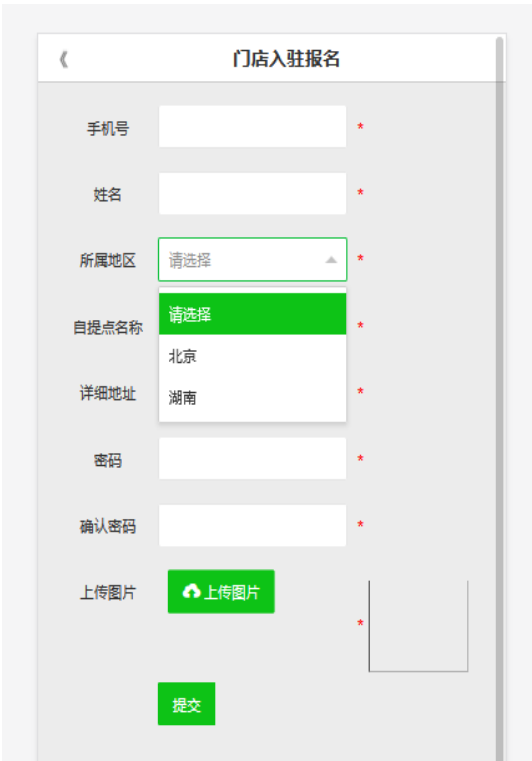 门店入驻报名
手机号 *
姓名 *
所属地区 请选择 *
请选择
自提点名称 *
北京
详细地址 *
湖南
密码 *
确认密码 *
上传图片 上传图片 *
提交